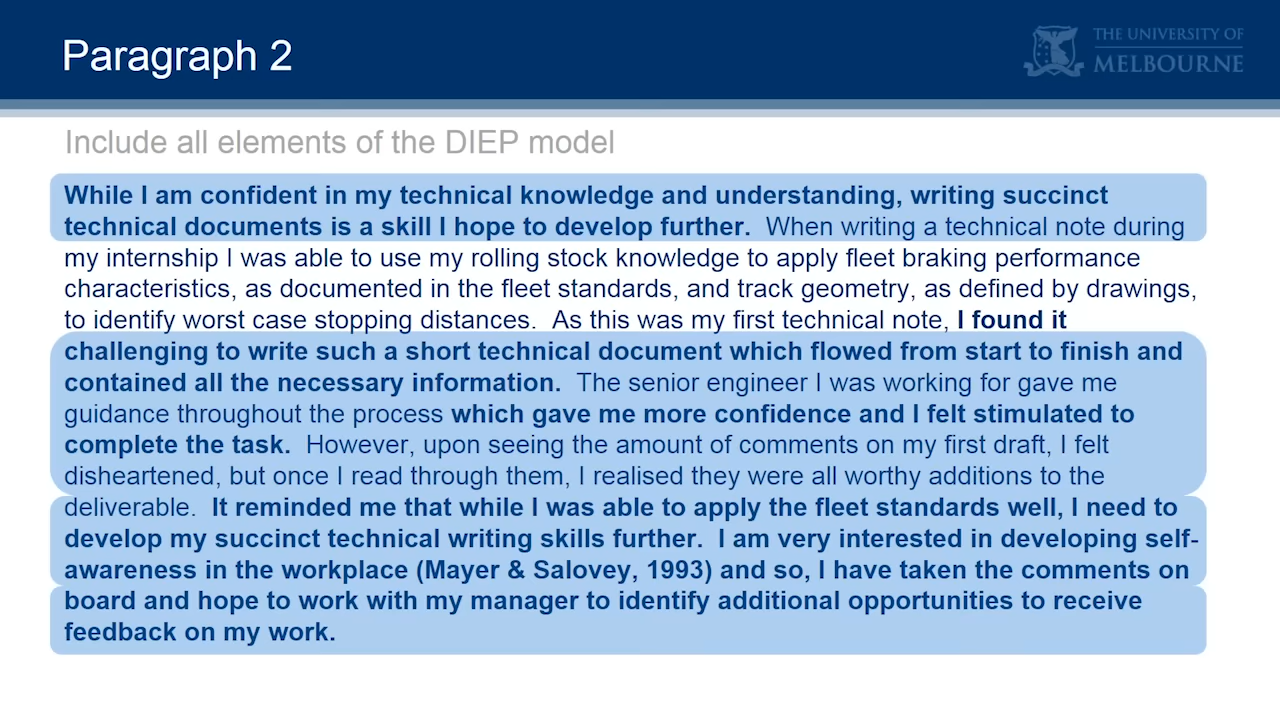 Paragraph 2
THE UNIVERSITY OF
MELBOURNE
Include all elements of the DIEP model
While I am confident in my technical knowledge and understanding, writing succinct
technical documents is a skill I hope to develop further.  When writing a technical note during
my internship I was able to use my rolling stock knowledge to apply fleet braking performance
characteristics, as documented in the fleet standards, and track geometry, as defined by drawings,
to identify worst case stopping distances.  As this was my first technical note, I found it
challenging to write such a short technical document which flowed from start to finish and
contained all the necessary information.  The senior engineer I was working for gave me
guidance throughout the process which gave me more confidence and I felt stimulated to
complete the task.  However, upon seeing the amount of comments on my first draft, I felt
disheartened, but once I read through them, I realised they were all worthy additions to the
deliverable.  It reminded me that while I was able to apply the fleet standards well, I need to
develop my succinct technical writing skills further.  I am very interested in developing self-
awareness in the workplace (Mayer & Salovey, 1993) and so, I have taken the comments on
board and hope to work with my manager to identify additional opportunities to receive
feedback on my work.